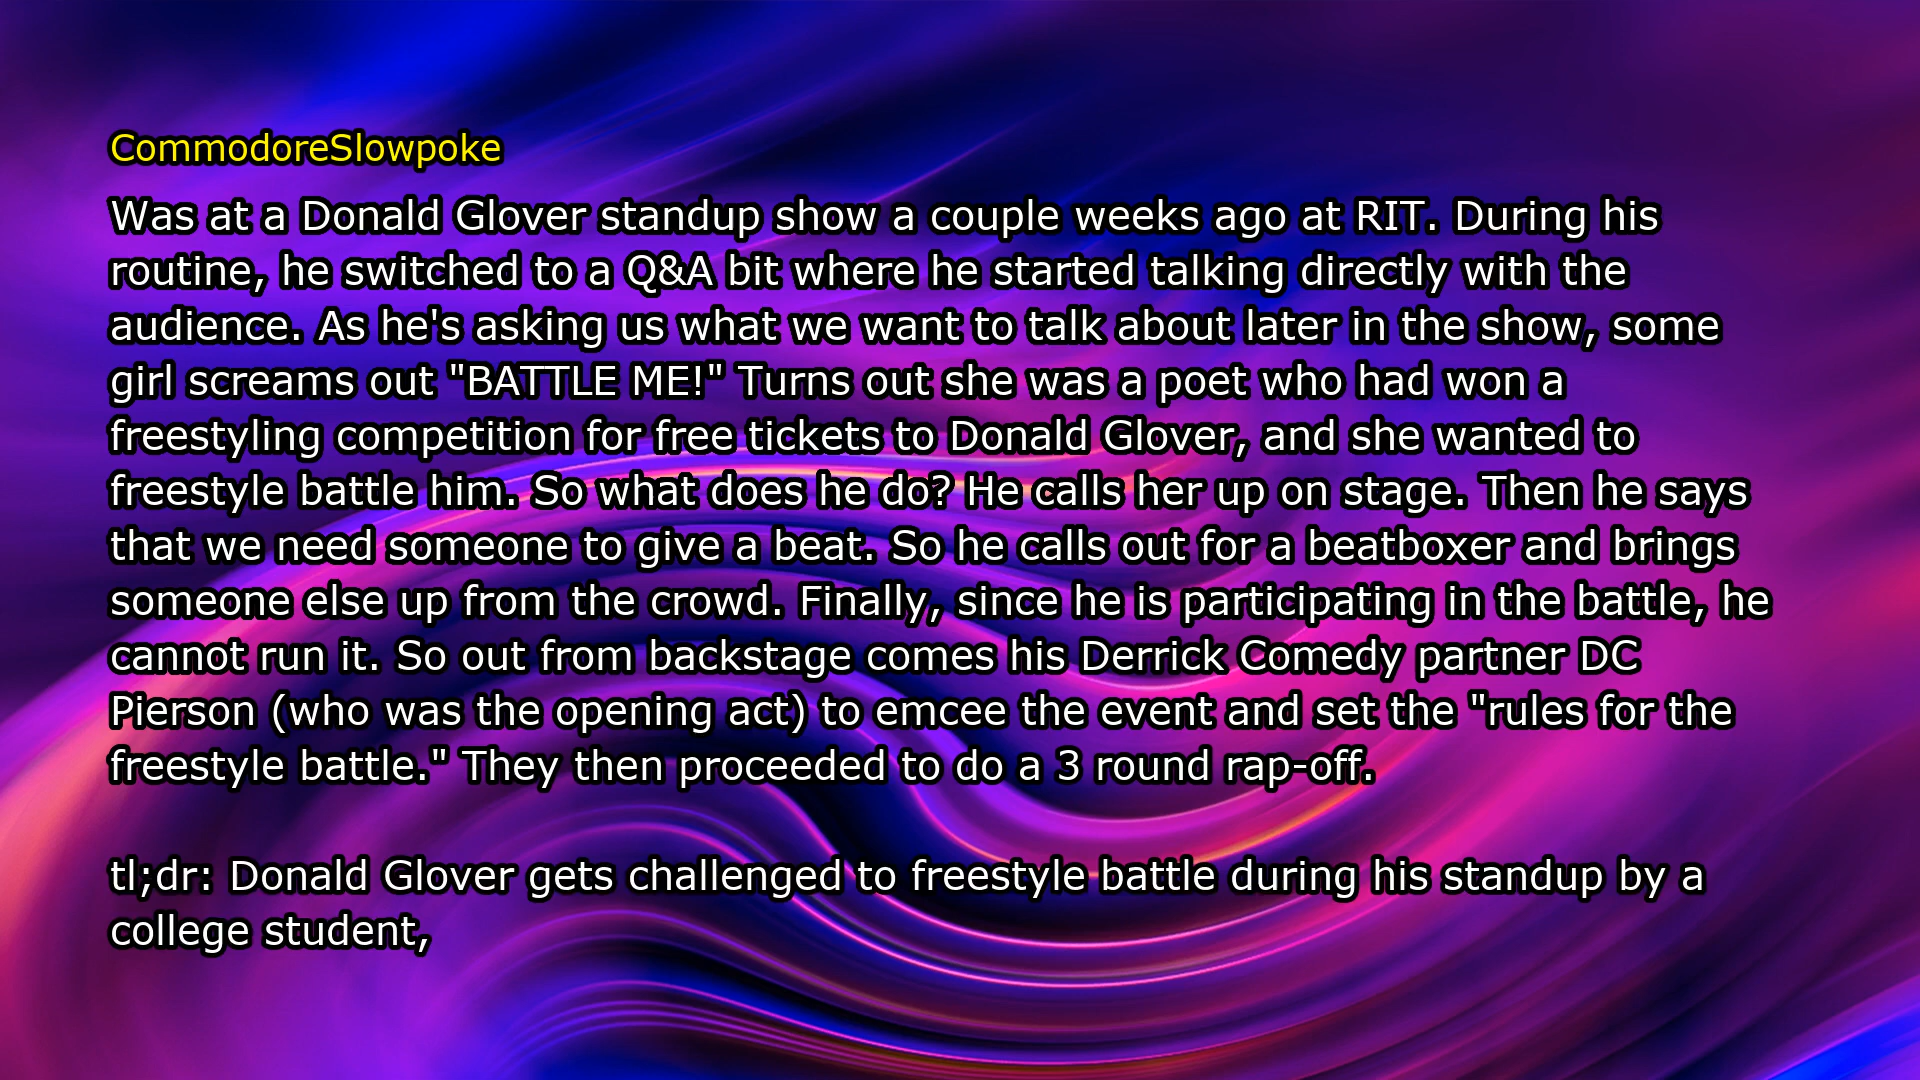 CommodoreSlowpoke
Was at a Donald Glover standup show a couple weeks ago at RIT. During his
routine, he switched to a Q&A bit where he started talking directly with the
audience. As he's asking us what we want to talk about later in the show, some
girl screams out "BATTLE ME!" Turns out she was a poet who had won a
freestyling competition for free tickets to Donald Glover, and she wanted to
freestyle battle him. So what does he do? He calls her up on stage. Then he says
that we need someone to give a beat. So he calls out for a beatboxer and brings
someone else up from the crowd. Finally, since he is participating in the battle, he
cannot run it. So out from backstage comes his Derrick Comedy partner DC
Pierson (who was the opening act) to emcee the event and set the "rules for the
freestyle battle." They then proceeded to do a 3 round rap-off.
tl;dr: Donald Glover gets challenged to freestyle battle during his standup by a
college student,